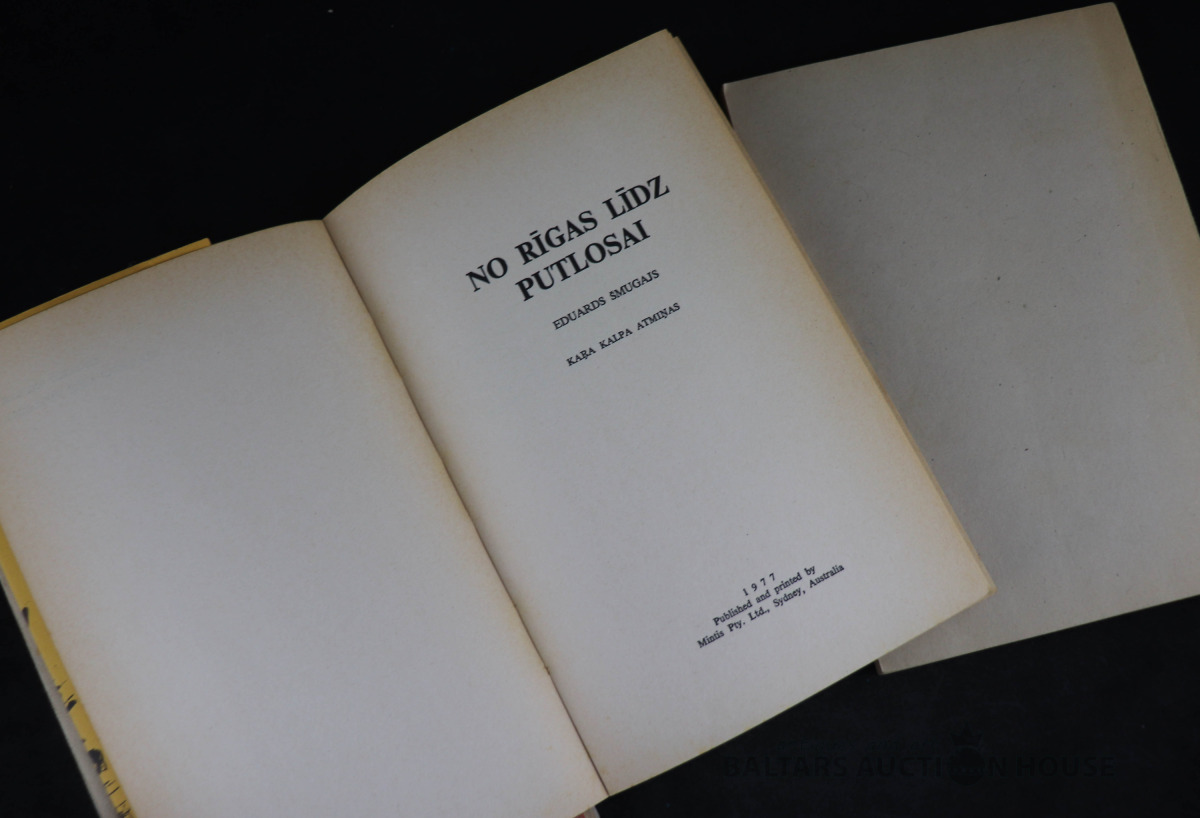 NO RĪGAS LĪDZ
PUTLOSAI
EDUARDS SMUGAJS
KAŖA KALPA ATMIŅAS
1977
Published and printed by
Mintis Pty. Ltd., Sydney, Australia
BALTARS AUCTION HOUSE